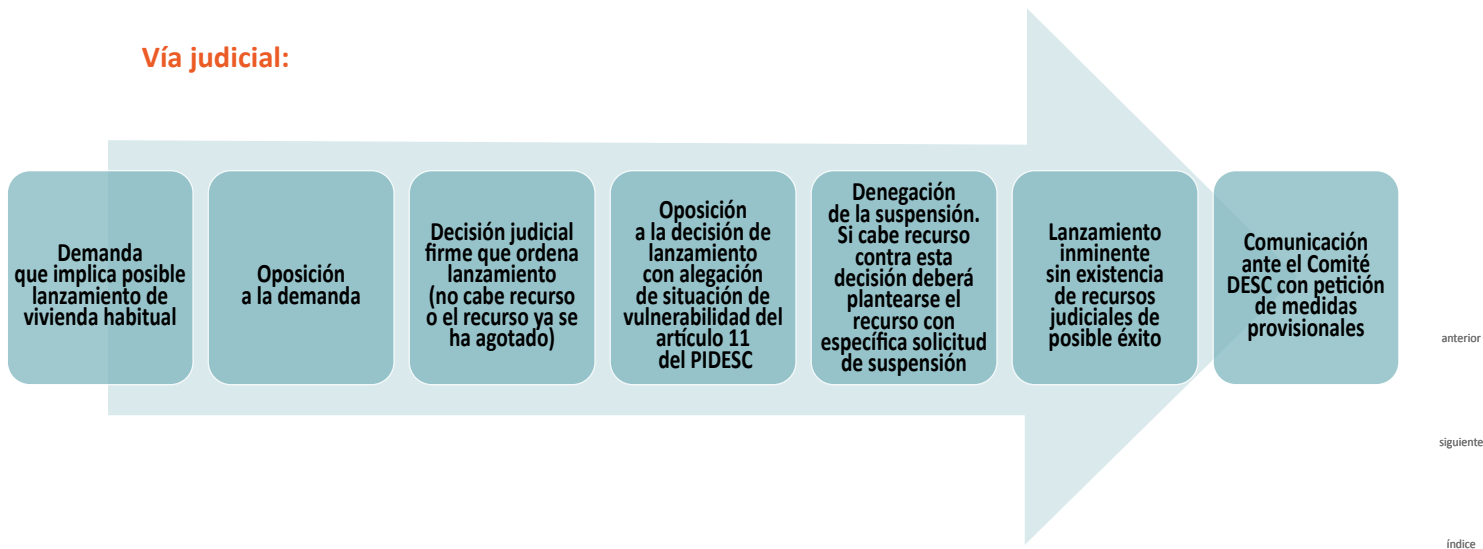 Vía judicial:
Demanda
que implica posible
lanzamiento de
vivienda habitual
Oposición
a la demanda
Decisión judicial
firme que ordena
lanzamiento
(no cabe recurso
o el recurso ya se
ha agotado)
Oposición
a la decisión de
lanzamiento
con alegación
de situación de
vulnerabilidad del
artículo 11
del PIDESC
Denegación
de la suspensión.
Si cabe recurso
contra esta
decisión deberá
plantearse el
recurso con
específica solicitud
de suspensión
Lanzamiento
inminente
sin existencia
de recursos
judiciales de
posible éxito
Comunicación
ante el Comité
DESC con petición
de medidas
provisionales
anterior
siguiente
índice